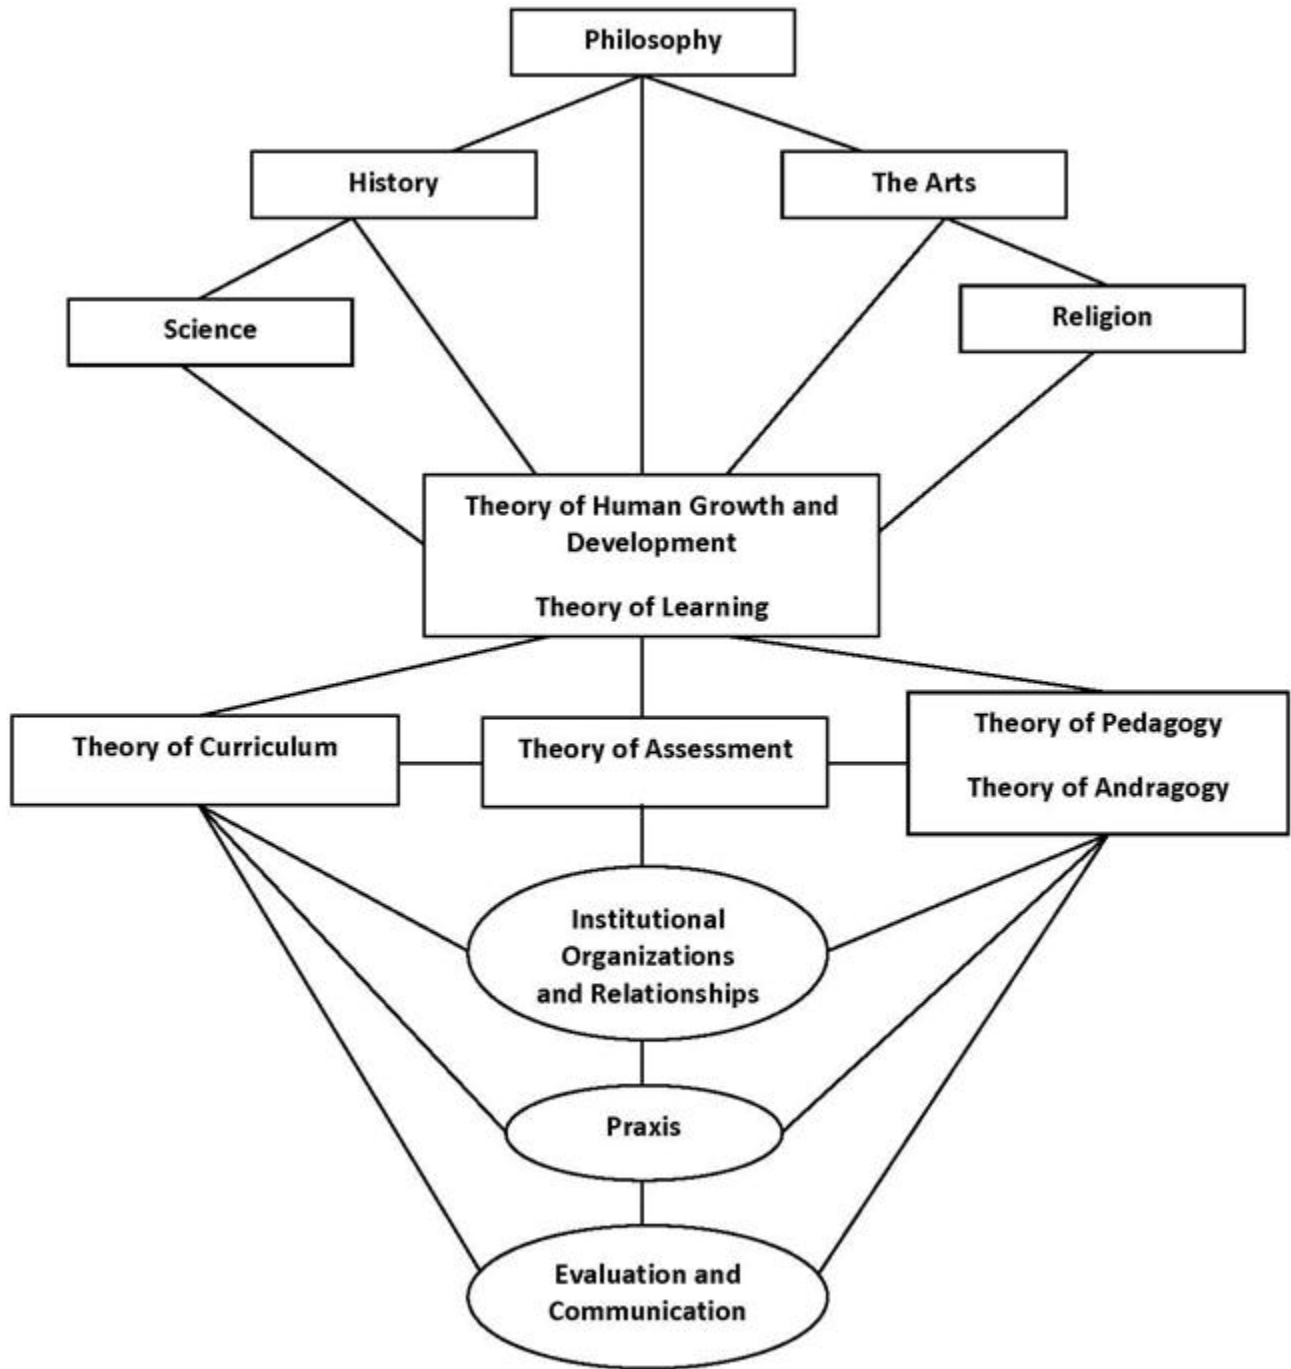 Philosophy
History
The Arts
Science
Religion
Theory of Human Growth and
Development
Theory of Learning
Theory of Curriculum
Theory of Assessment
Theory of Pedagogy
Theory of Andragogy
Institutional
Organizations
and Relationships
Praxis
Evaluation and
Communication